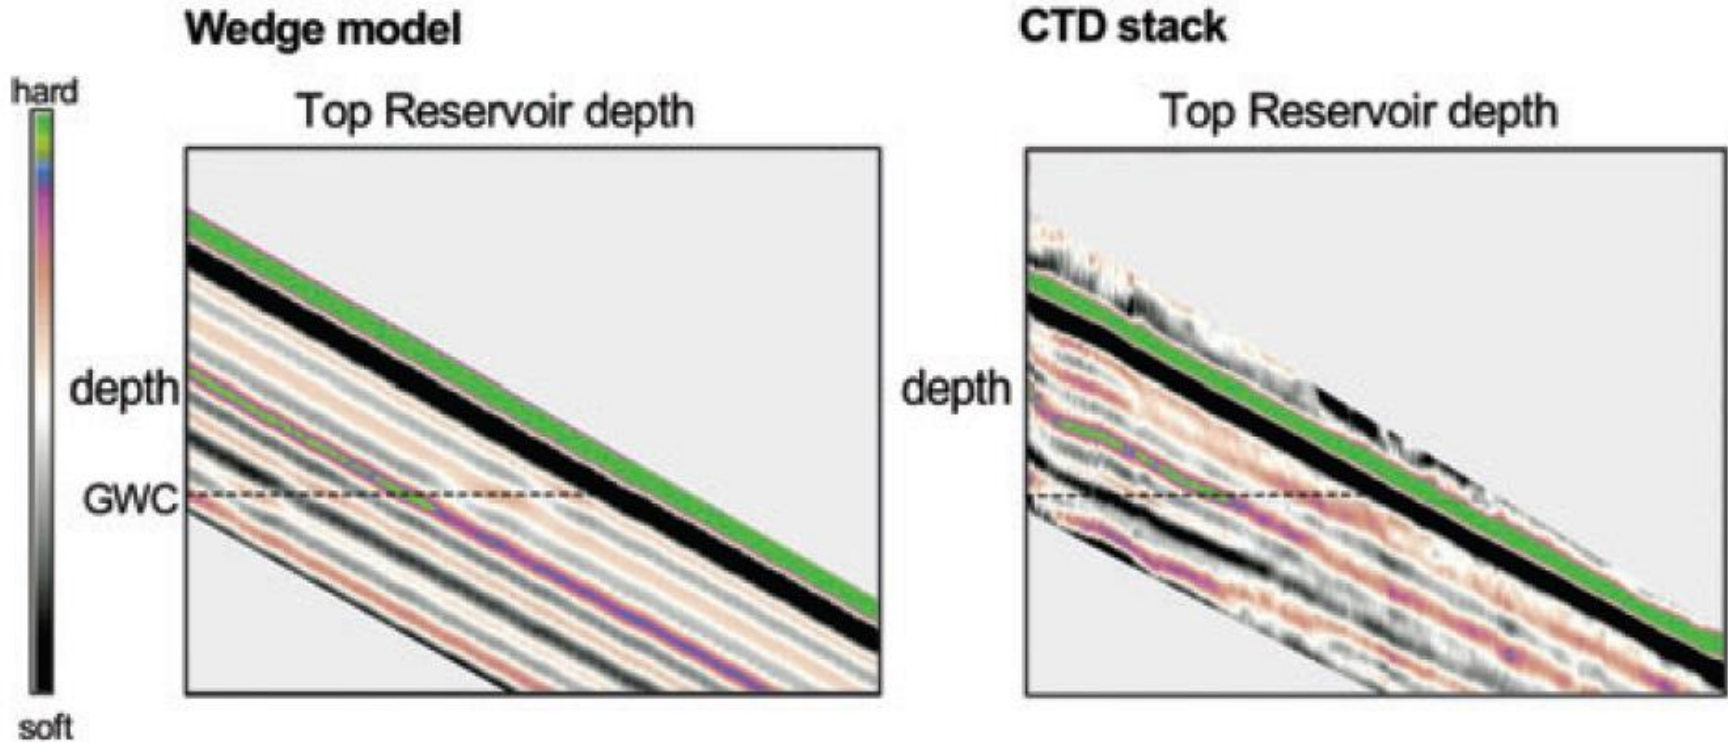 Wedge model
CTD stack
hard
Top Reservoir depth
Top Reservoir depth
depth
depth
GWC
soft